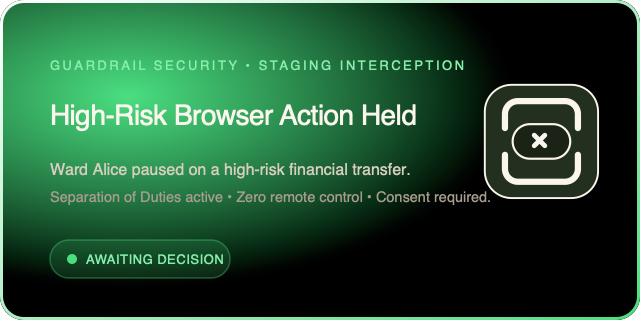 GUARDRAIL SECURITY • STAGING INTERCEPTION
High-Risk Browser Action Held
Ward Alice paused on a high-risk financial transfer.
Separation of Duties active • Zero remote control • Consent required.
AWAITING DECISION